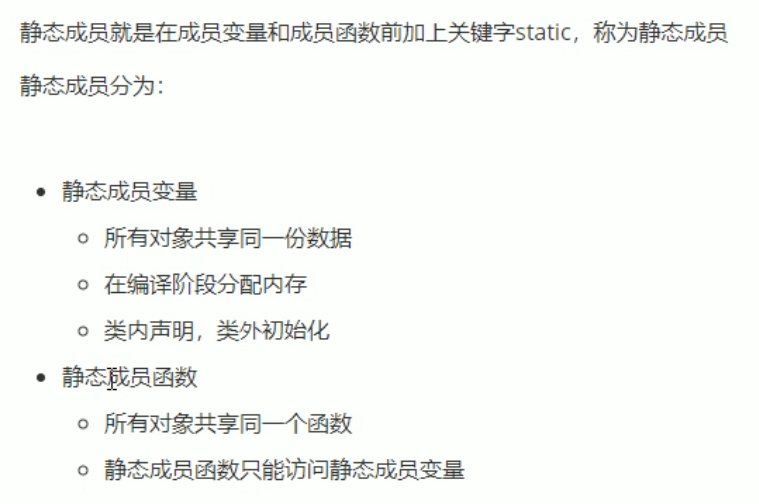 静态成员就是在成员变量和成员函数前加上关键字static，称为静态成员
静态成员分为：
静态成员变量
所有对象共享同一份数据
在编译阶段分配内存
类内声明，类外初始化
静态成员函数
所有对象共享同一个函数
静态成员函数只能访问静态成员变量